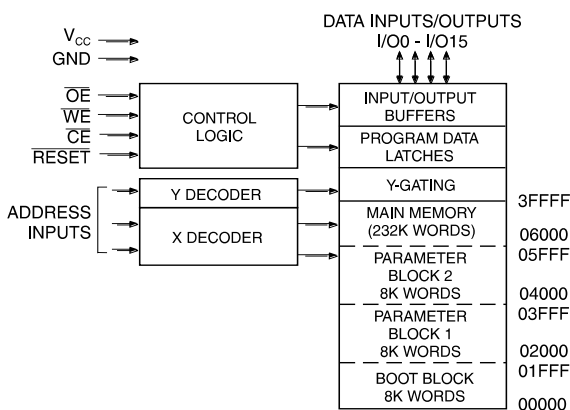 DATA INPUTS/OUTPUTS
I/O0 - I/O15
VCC
GND
OE
WE
CE
RESET
CONTROL
LOGIC
INPUT/OUTPUT
BUFFERS
PROGRAM DATA
LATCHES
Y-GATING
ADDRESS
INPUTS
Y DECODER
X DECODER
MAIN MEMORY
(232K WORDS)
PARAMETER
BLOCK 2
8K WORDS
PARAMETER
BLOCK 1
8K WORDS
BOOT BLOCK
8K WORDS
3FFFF
06000
05FFF
04000
03FFF
02000
01FFF
00000